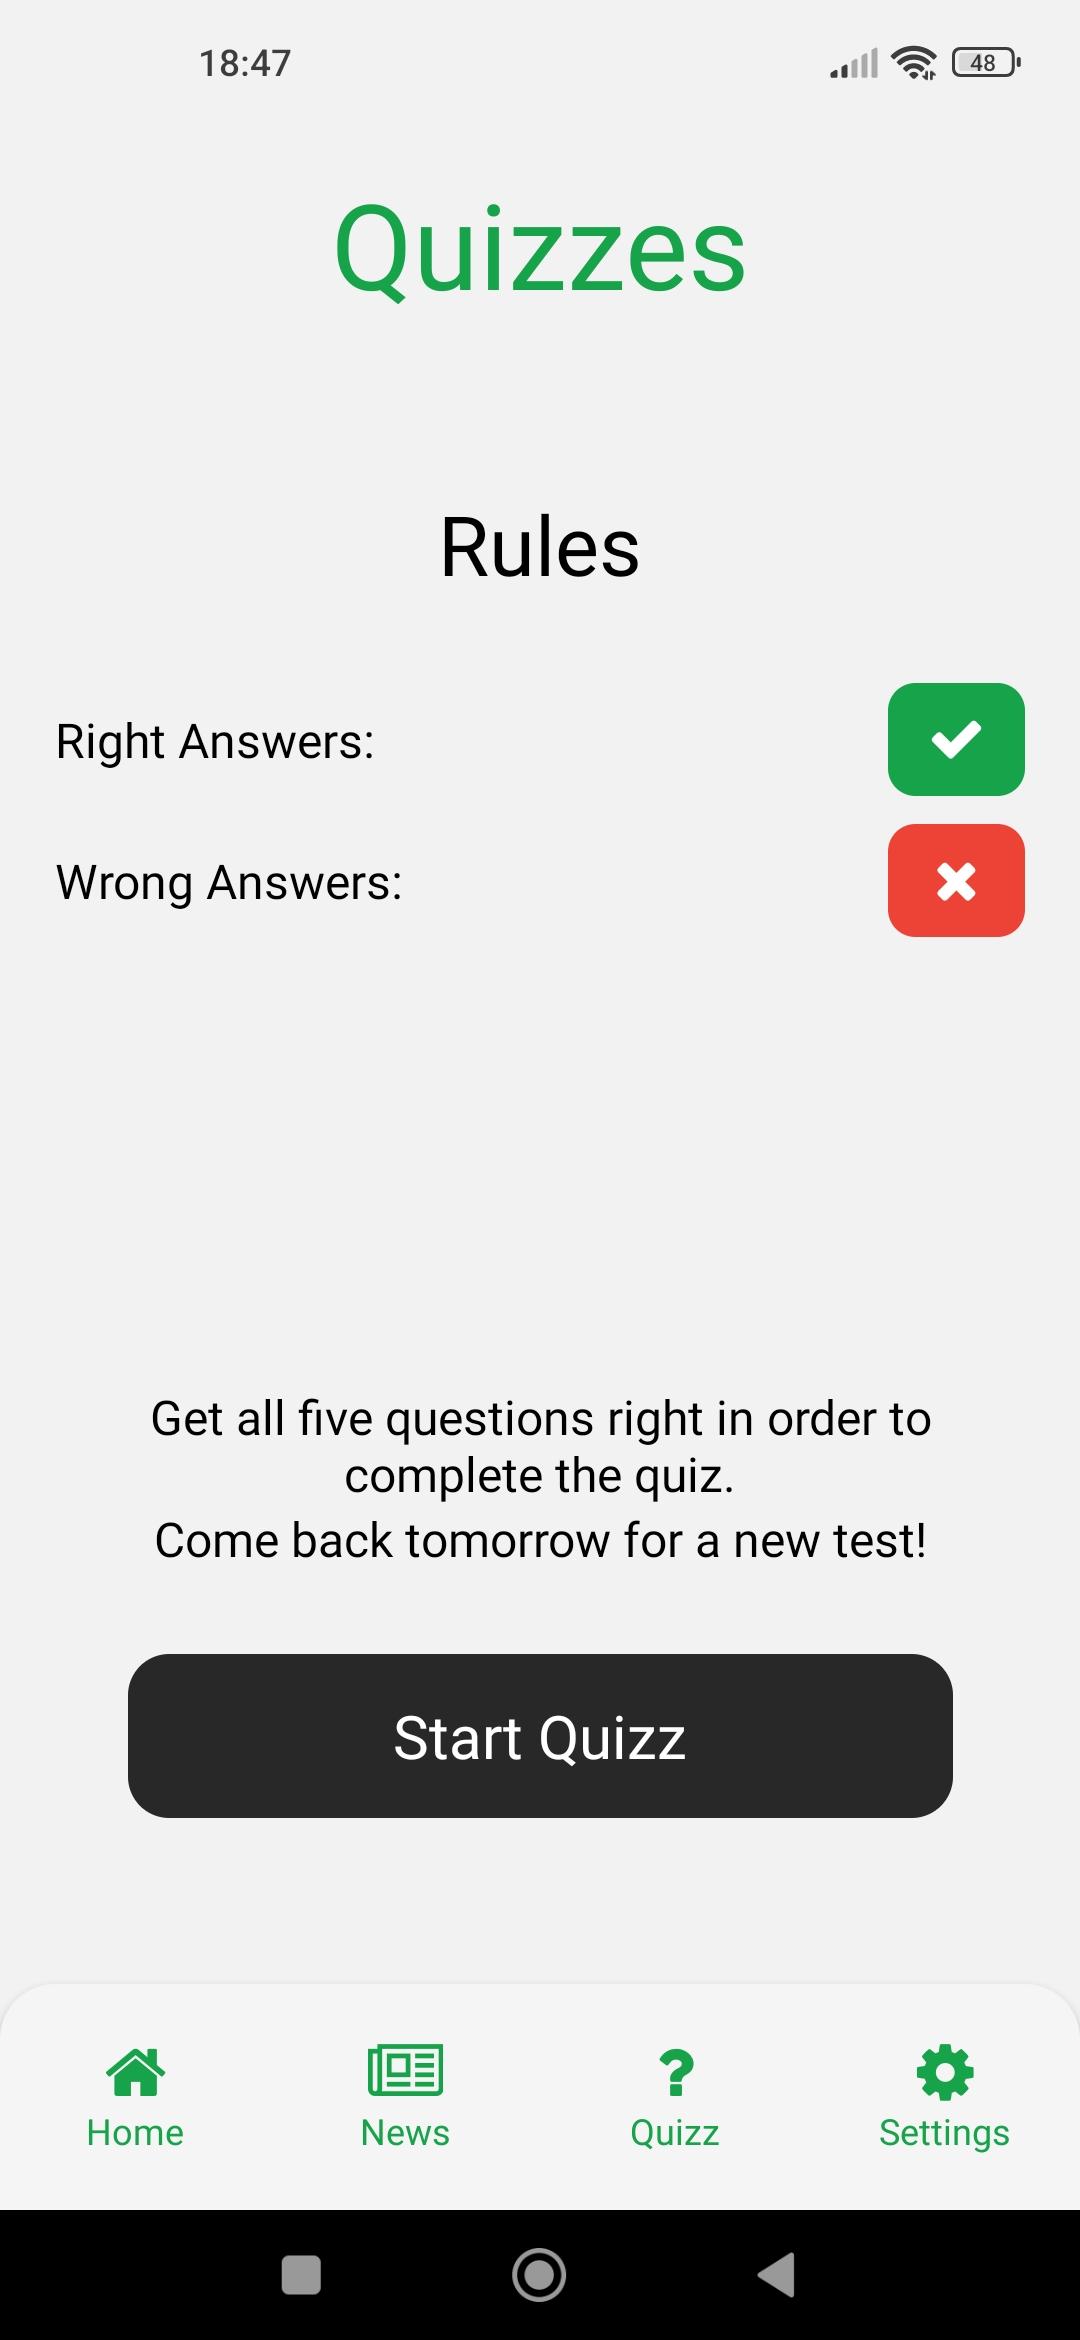 18:47
48
Quizzes
Rules
Right Answers:
Wrong Answers:
Get all five questions right in order to
complete the quiz.
Come back tomorrow for a new test!
Start Quizz
Home
News
Quizz
Settings